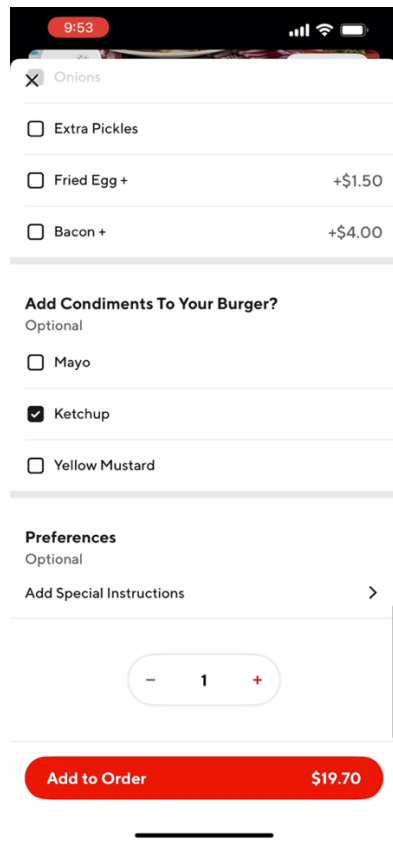 9:53
Onions
Extra Pickles
Fried Egg + +$1.50
Bacon + +$4.00
Add Condiments To Your Burger?
Optional
Mayo
Ketchup
Yellow Mustard
Preferences
Optional
Add Special Instructions
− 1 +
Add to Order $19.70